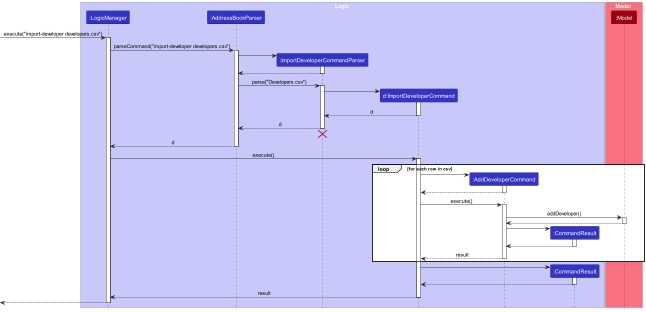 Logic
Model
:LogicManager
:AddressBookParser
:Model
execute("import-developer developers.csv")
parseCommand("import-developer developers.csv")
:ImportDeveloperCommandParser
parse("Developers.csv")
d:ImportDeveloperCommand
d
d
d
execute()
loop
[for each row in csv]
:AddDeveloperCommand
execute()
addDeveloper()
:CommandResult
result
:CommandResult
result